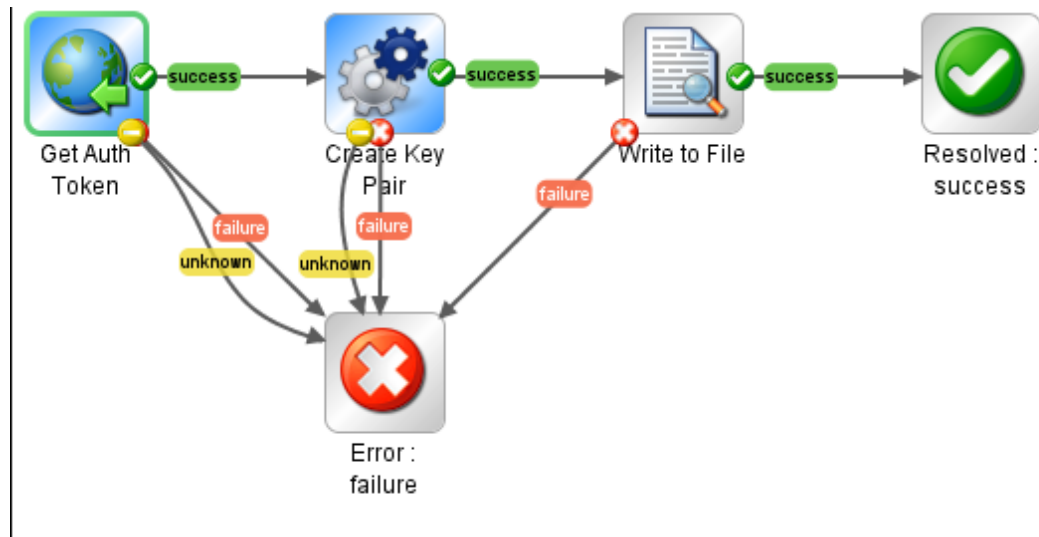 success
success
success
Get Auth
Token
Create Key
Pair
Write to File
Resolved :
success
failure
unknown
failure
unknown
failure
Error :
failure